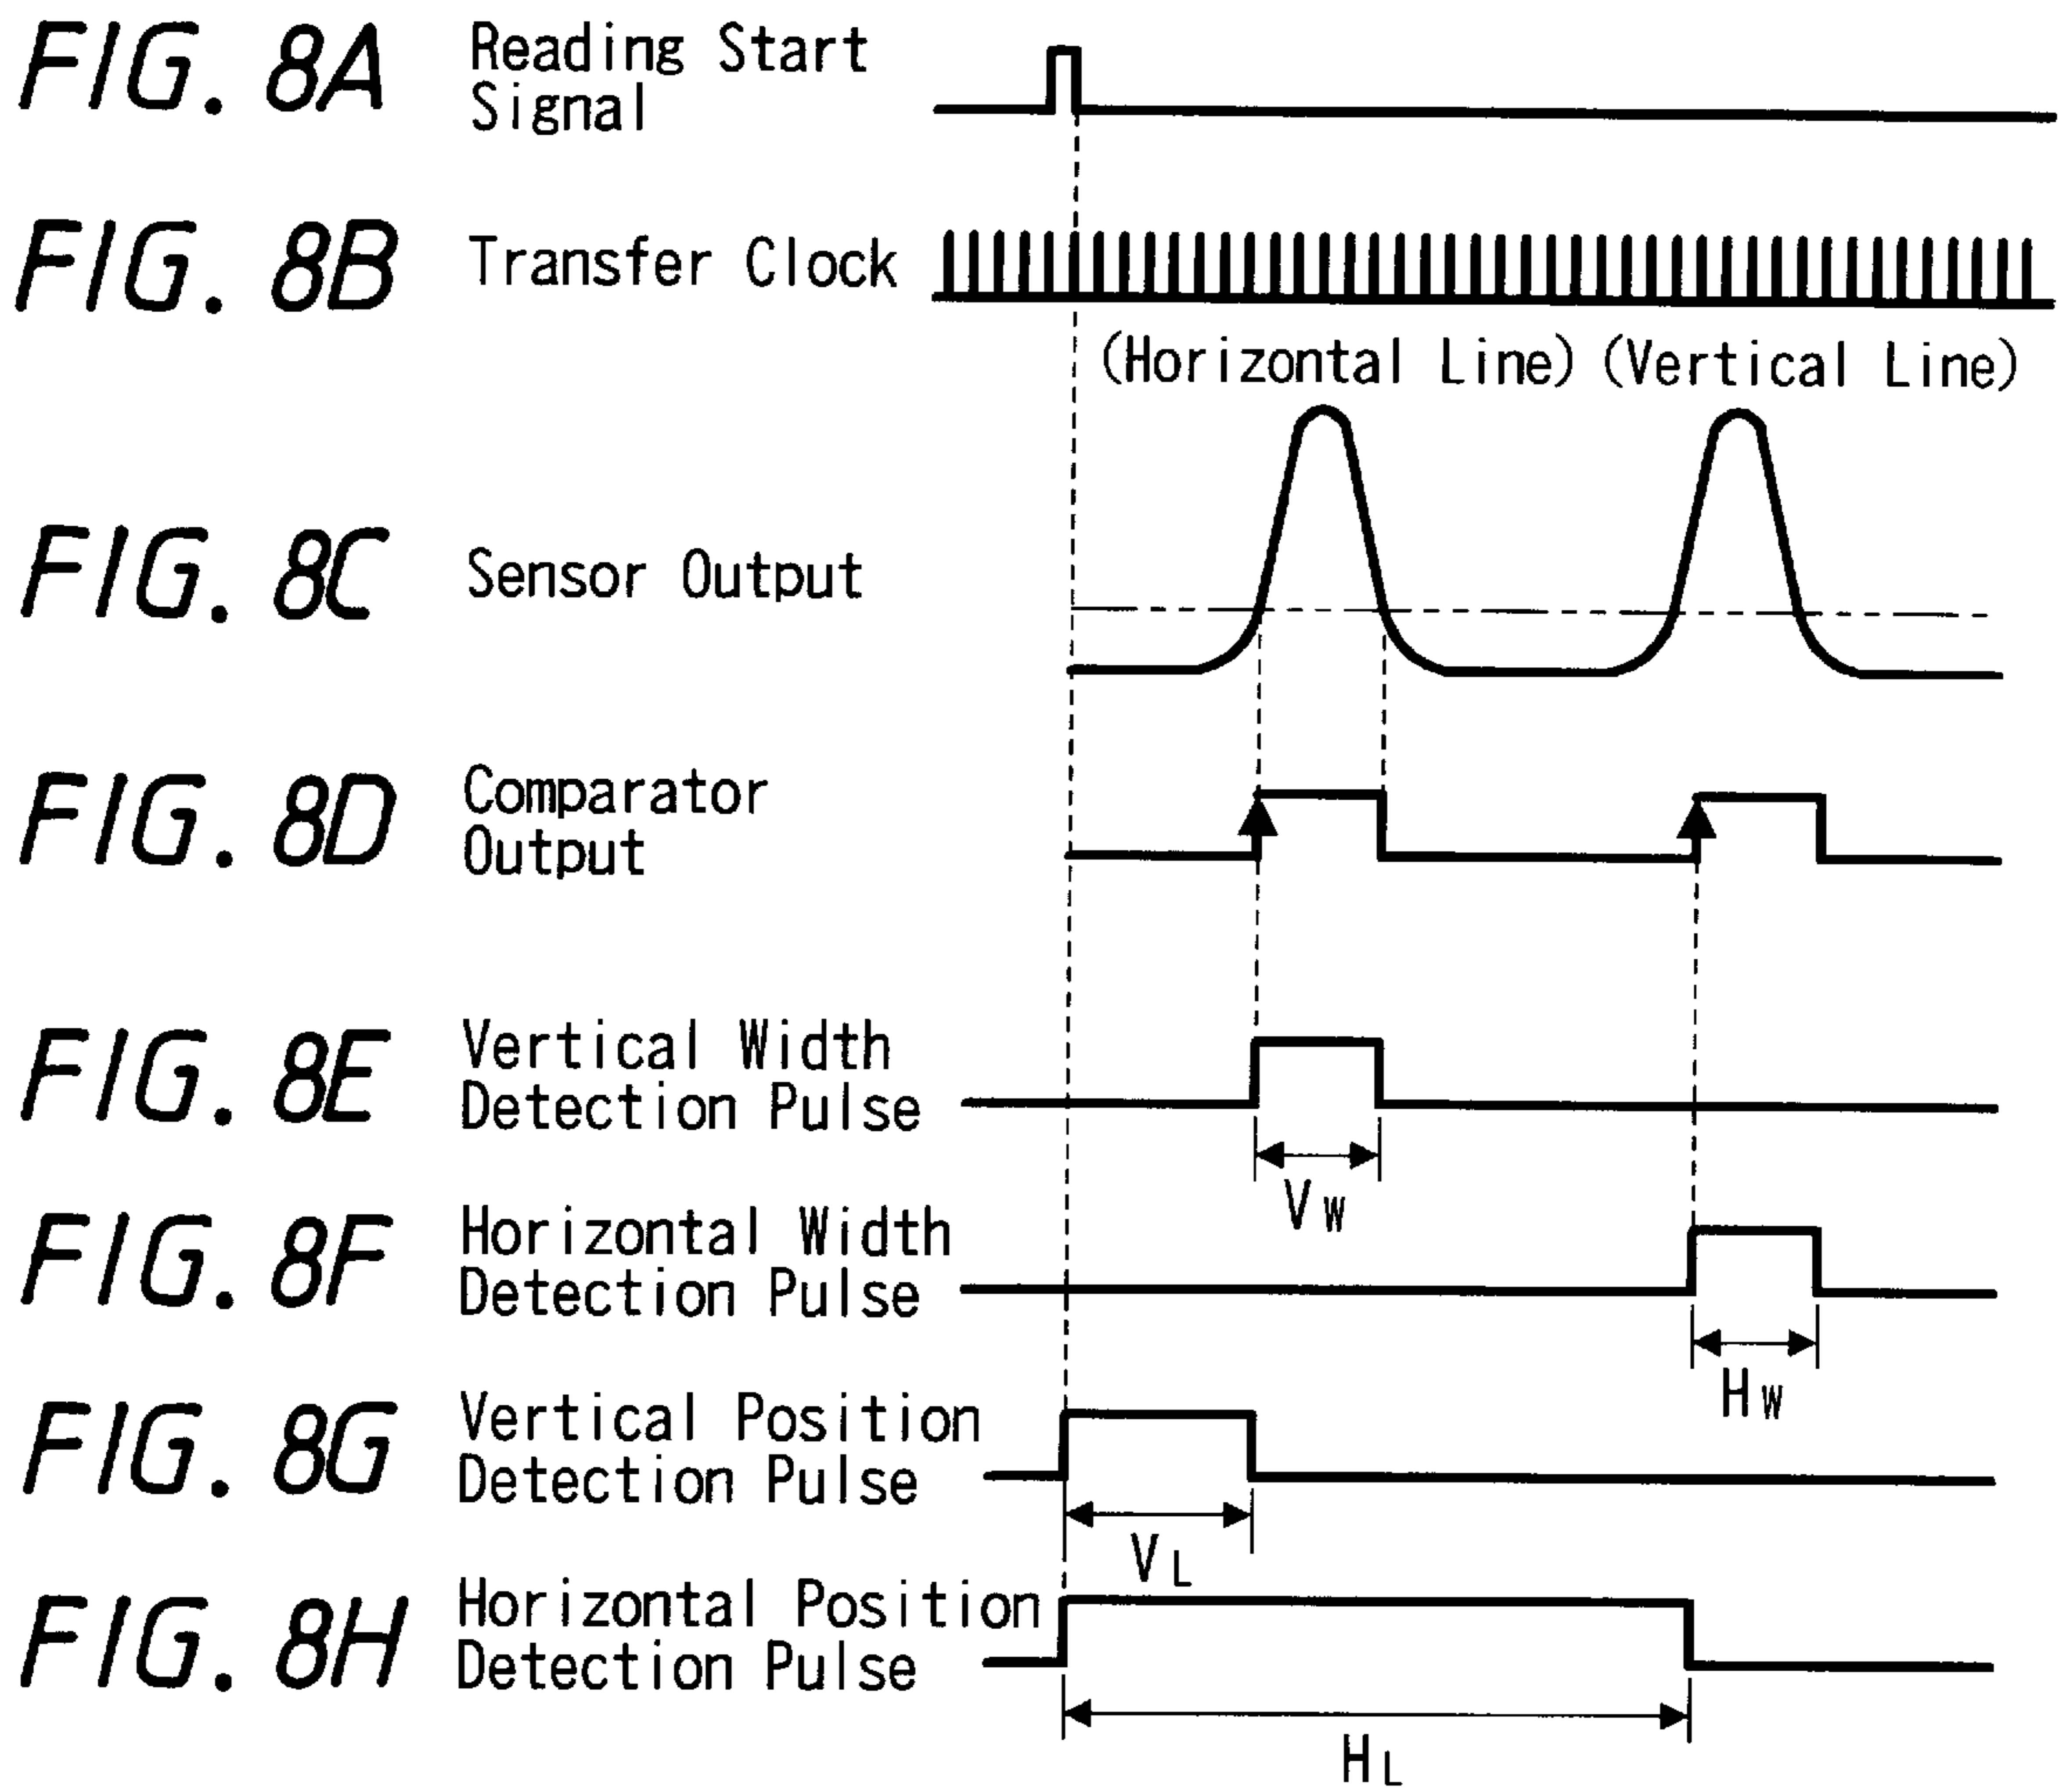 FIG. 8A Reading Start
Signal
FIG. 8B Transfer Clock
(Horizontal Line) (Vertical Line)
FIG. 8C Sensor Output
FIG. 8D Comparator
Output
FIG. 8E Vertical Width
Detection Pulse
VW
FIG. 8F Horizontal Width
Detection Pulse
HW
FIG. 8G Vertical Position
Detection Pulse
VL
FIG. 8H Horizontal Position
Detection Pulse
HL